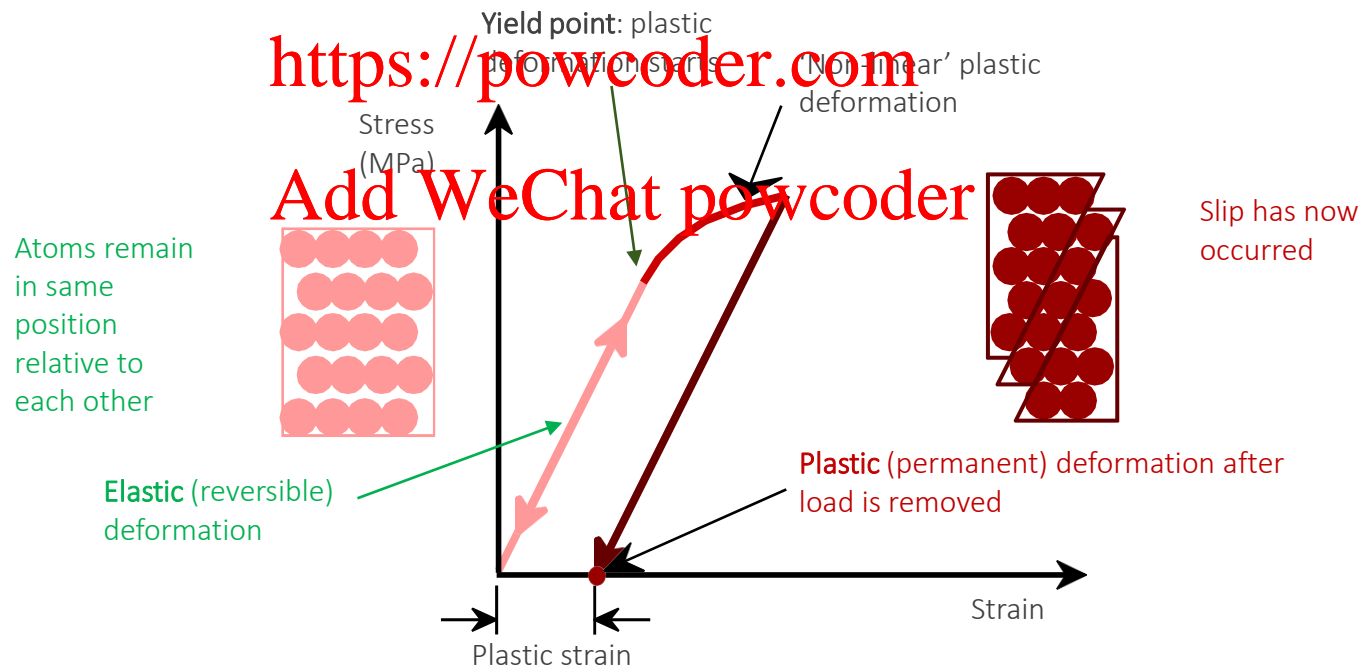 Yield point: plastic
deformation starts
https://powcoder.com
'Non-linear' plastic
deformation
Stress
(MPa)
Add WeChat powcoder
Atoms remain
in same
position
relative to
each other
Slip has now
occurred
Elastic (reversible)
deformation
Plastic (permanent) deformation after
load is removed
Strain
Plastic strain